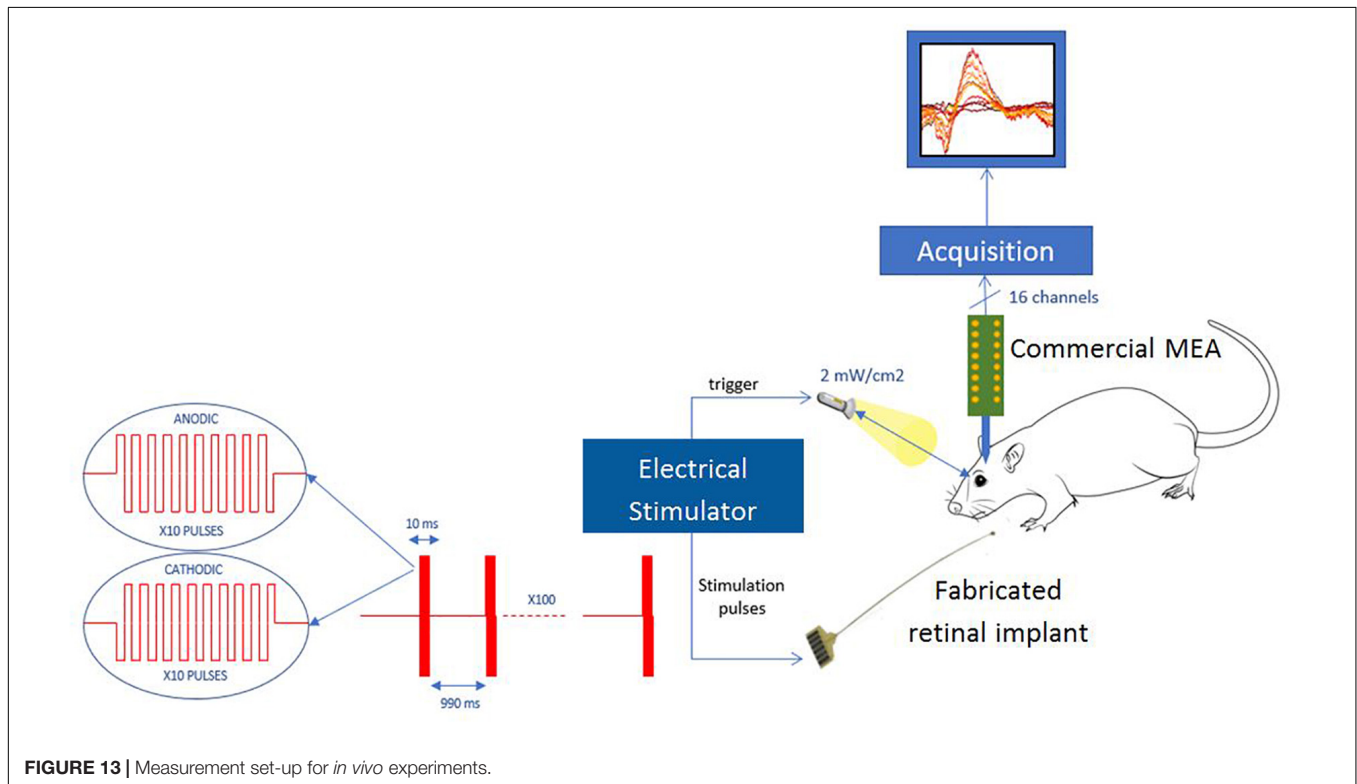 Acquisition
16 channels
Commercial MEA
trigger
2 mW/cm2
Electrical
Stimulator
Stimulation
pulses
Fabricated
retinal implant
ANODIC
X10 PULSES
CATHODIC
X10 PULSES
10 ms
X100
990 ms
FIGURE 13 | Measurement set-up for in vivo experiments.